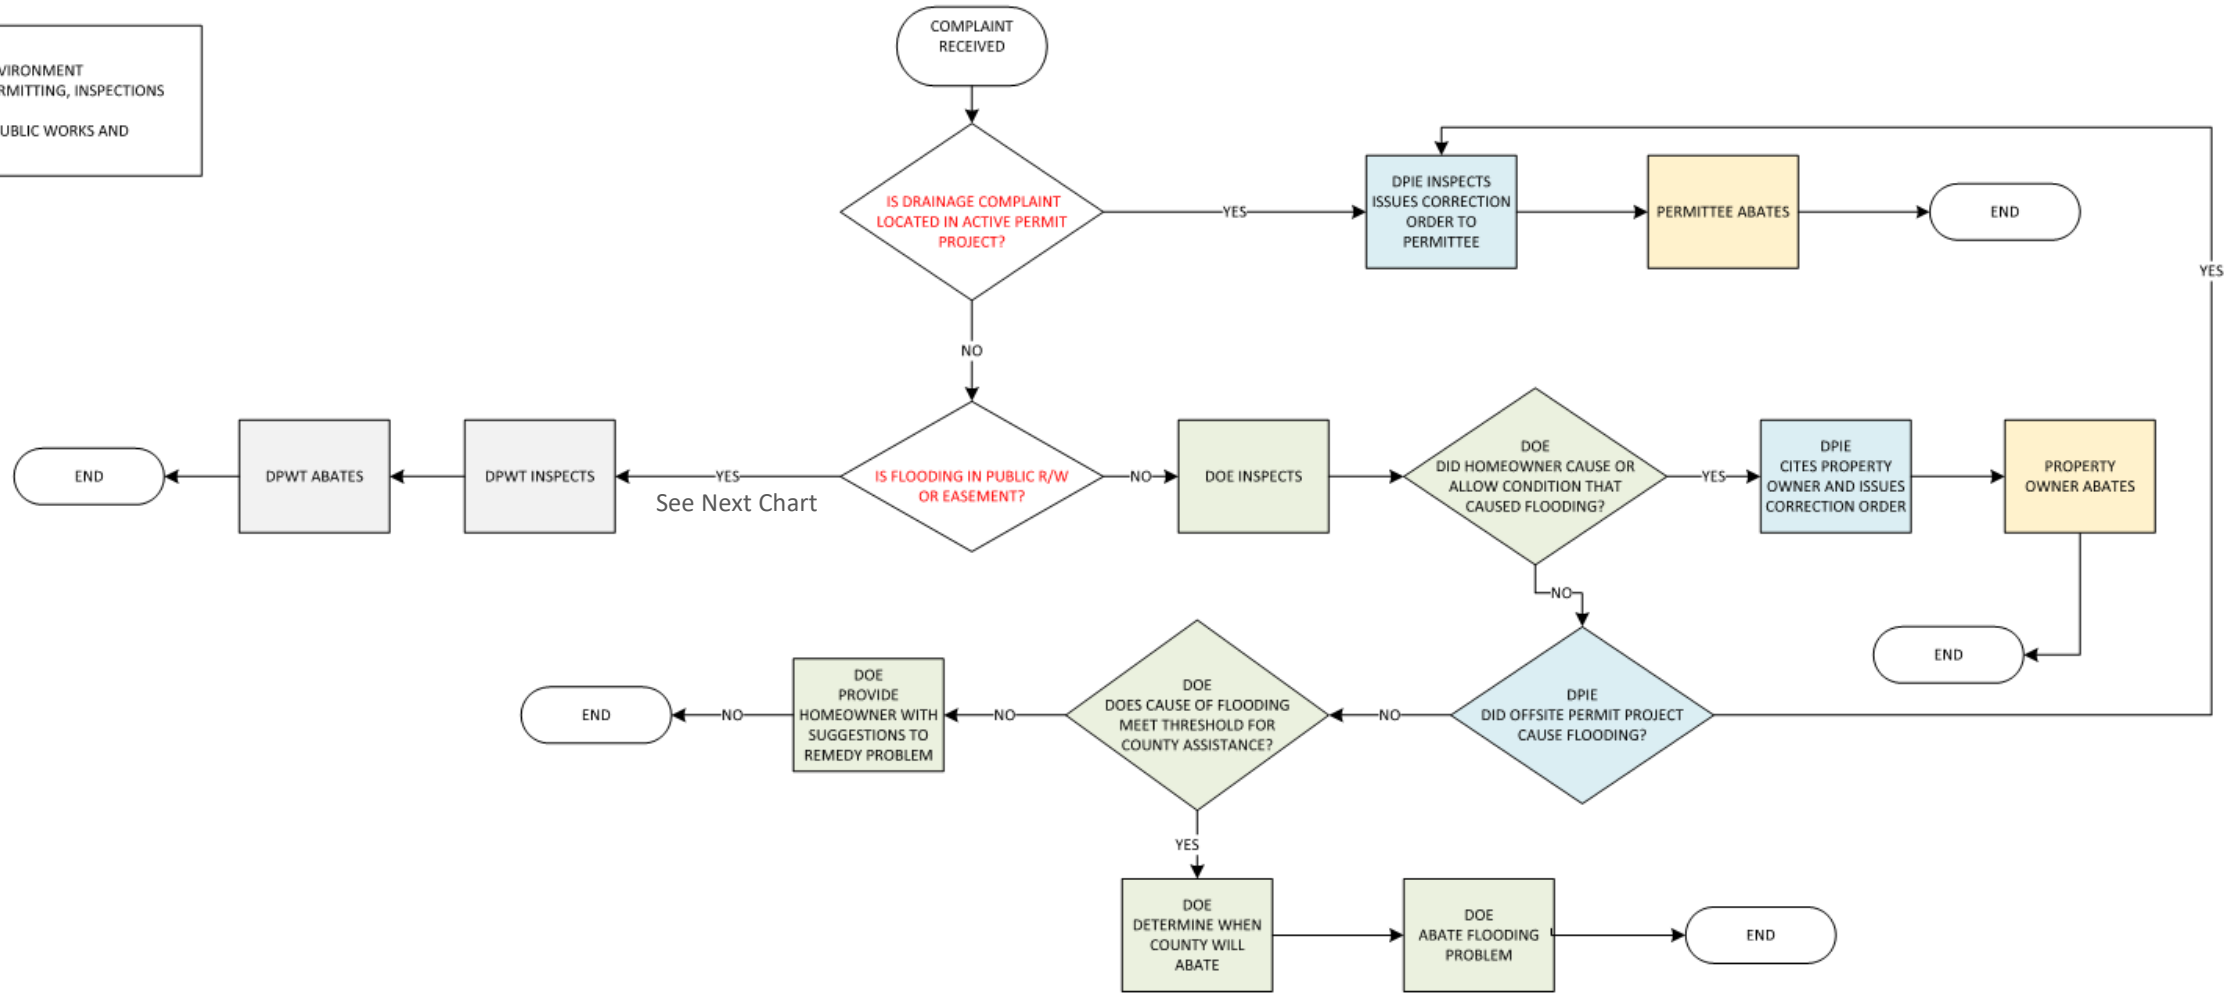 COMPLAINT
RECEIVED
PUBLIC WORKS AND
IS DRAINAGE COMPLAINT
LOCATED IN ACTIVE PERMIT
PROJECT?
YES
DPIE INSPECTS
ISSUES CORRECTION
ORDER TO
PERMITTEE
PERMITTEE ABATES
END
YES
NO
END
DPWT ABATES
DPWT INSPECTS
YES
See Next Chart
IS FLOODING IN PUBLIC R/W
OR EASEMENT?
NO
DOE INSPECTS
DOE
DID HOMEOWNER CAUSE OR
ALLOW CONDITION THAT
CAUSED FLOODING?
YES
DPIE
CITES PROPERTY
OWNER AND ISSUES
CORRECTION ORDER
PROPERTY
OWNER ABATES
NO
END
END
NO
DOE
PROVIDE
HOMEOWNER WITH
SUGGESTIONS TO
REMEDY PROBLEM
NO
DOE
DOES CAUSE OF FLOODING
MEET THRESHOLD FOR
COUNTY ASSISTANCE?
NO
DPIE
DID OFFSITE PERMIT PROJECT
CAUSE FLOODING?
YES
DOE
DETERMINE WHEN
COUNTY WILL
ABATE
DOE
ABATE FLOODING
PROBLEM
END